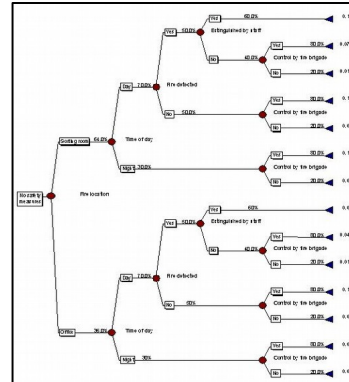 Yes 60.0%
Yes 50.0% Extinguished by staff
Yes 80.0%
No 40.0% Control by fire brigade
No 20.0%
Day 70.0% Fire detected
Yes 80.0%
No 50.0% Control by fire brigade
No 20.0%
Sorting room Time of day
Yes 80.0%
Night 30.0% Control by fire brigade
No 20.0%
No safety measures Fire location
Yes 60%
Yes 50.0% Extinguished by staff
Yes 80.0%
No 40.0% Control by fire brigade
No 20.0%
Day 70.0% Fire detected
Yes 80.0%
No 50% Control by fire brigade
No 20.0%
Office Time of day
Yes 80.0%
Night 30% Control by fire brigade
No 20.0%